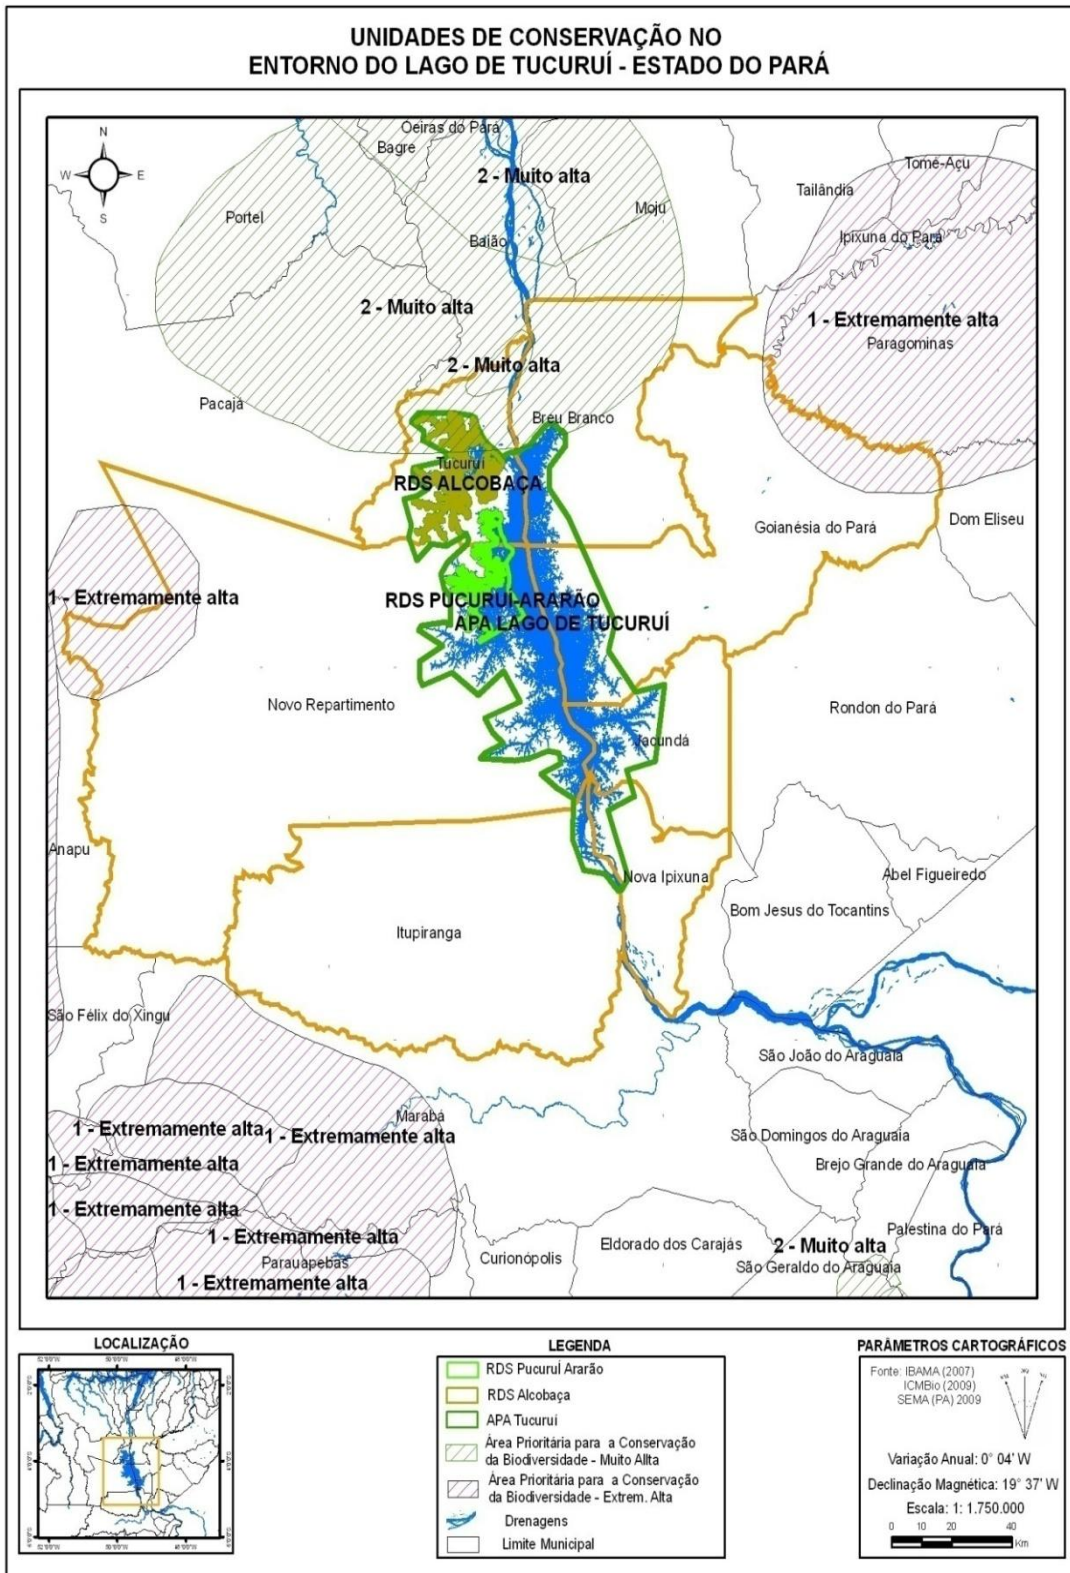 UNIDADES DE CONSERVAÇÃO NO
ENTORNO DO LAGO DE TUCURUÍ - ESTADO DO PARÁ
N
W
E
S
Oeiras do Pará
Bagre
2 - Muito alta
Portel
Moju
Baião
Tomé-Açu
Tailândia
Ipixuna do Pará
2 - Muito alta
1 - Extremamente alta
Paragominas
2 - Muito alta
Pacajá
Breu Branco
Tucuruí
RDS ALCOBAÇA
Goianésia do Pará
Dom Eliseu
1 - Extremamente alta
RDS PUCURUÍ-ARARÃO
APA LAGO DE TUCURUÍ
Novo Repartimento
Rondon do Pará
Jacundá
Anapu
Nova Ipixuna
Abel Figueiredo
Bom Jesus do Tocantins
Itupiranga
São Félix do Xingu
São João do Araguaia
Marabá
1 - Extremamente alta
1 - Extremamente alta
São Domingos do Araguaia
1 - Extremamente alta
Brejo Grande do Araguaia
1 - Extremamente alta
Palestina do Pará
1 - Extremamente alta
Parauapebas
1 - Extremamente alta
Curionópolis
Eldorado dos Carajás
2 - Muito alta
São Geraldo do Araguaia
LOCALIZAÇÃO
LEGENDA
RDS Pucuruí Ararão
RDS Alcobaça
APA Tucuruí
Área Prioritária para a Conservação
da Biodiversidade - Muito Allta
Área Prioritária para a Conservação
da Biodiversidade - Extrem. Alta
Drenagens
Limite Municipal
PARÂMETROS CARTOGRÁFICOS
Fonte: IBAMA (2007)
ICMBio (2009)
SEMA (PA) 2009
Variação Anual: 0° 04' W
Declinação Magnética: 19° 37' W
Escala: 1: 1.750.000
0 10 20 40
Km